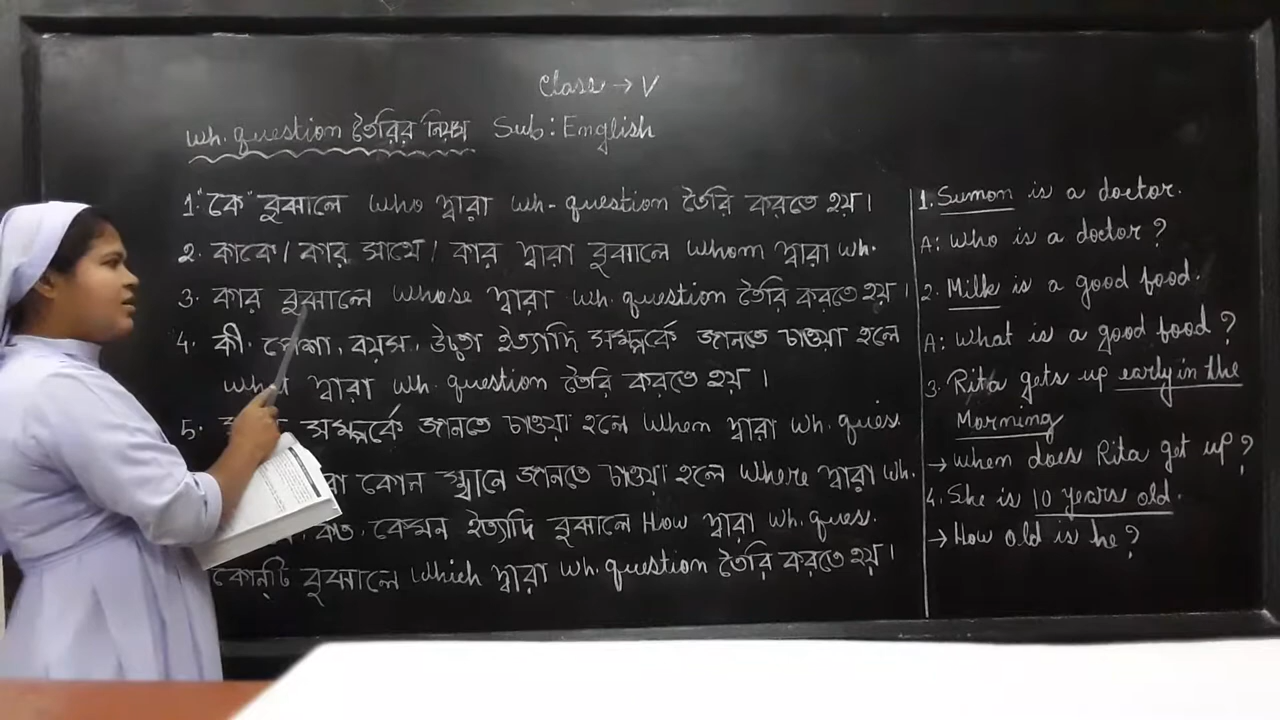 Class → V
wh. question তৈরির নিয়ম Sub: English
1. "কে" বুঝালে who দ্বারা wh-question তৈরি করতে হয়।
2. কাকে/ কার সাথে/ কার দ্বারা বুঝালে whom দ্বারা wh.
3. কার বুঝালে whose দ্বারা wh. question তৈরি করতে হয়।
4. কী, পেশা, বয়স, উচ্চতা ইত্যাদি সম্পর্কে জানতে চাওয়া হলে
what দ্বারা wh. question তৈরি করতে হয়।
5. সম্পর্কে জানতে চাওয়া হলে When দ্বারা wh. ques.
বা কোন স্থানে জানতে চাওয়া হলে where দ্বারা wh.
কত, কেমন ইত্যাদি বুঝালে How দ্বারা wh. ques.
কোনটি বুঝালে which দ্বারা wh. question তৈরি করতে হয়।
1. Sumon is a doctor.
A: Who is a doctor?
2. Milk is a good food.
A: What is a good food?
3. Rita gets up early in the
Morning
→ When does Rita get up?
4. She is 10 years old.
→ How old is he?